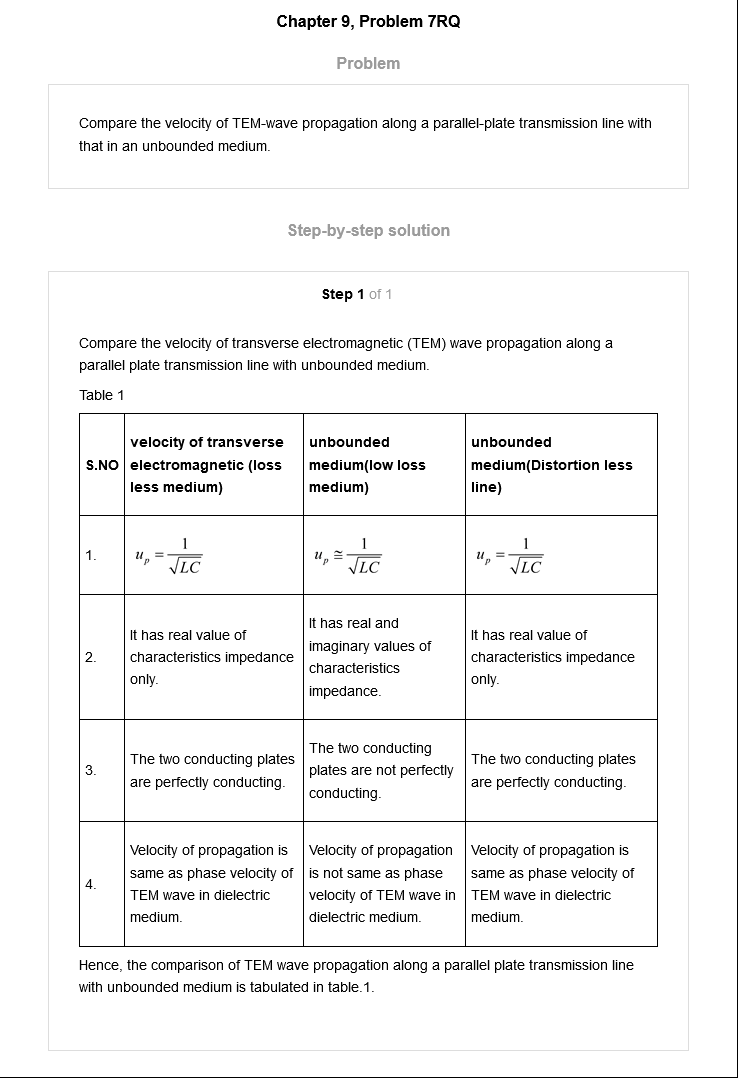 Chapter 9, Problem 7RQ
Problem
Compare the velocity of TEM-wave propagation along a parallel-plate transmission line with
that in an unbounded medium.
Step-by-step solution
Step 1 of 1
Compare the velocity of transverse electromagnetic (TEM) wave propagation along a
parallel plate transmission line with unbounded medium.
Table 1
S.NO
velocity of transverse
electromagnetic (loss
less medium)
unbounded
medium(low loss
medium)
unbounded
medium(Distortion less
line)
1.
u_p = 1/√LC
u_p ≅ 1/√LC
u_p = 1/√LC
2.
It has real value of
characteristics impedance
only.
It has real and
imaginary values of
characteristics
impedance.
It has real value of
characteristics impedance
only.
3.
The two conducting plates
are perfectly conducting.
The two conducting
plates are not perfectly
conducting.
The two conducting plates
are perfectly conducting.
4.
Velocity of propagation is
same as phase velocity of
TEM wave in dielectric
medium.
Velocity of propagation
is not same as phase
velocity of TEM wave in
dielectric medium.
Velocity of propagation is
same as phase velocity of
TEM wave in dielectric
medium.
Hence, the comparison of TEM wave propagation along a parallel plate transmission line
with unbounded medium is tabulated in table.1.